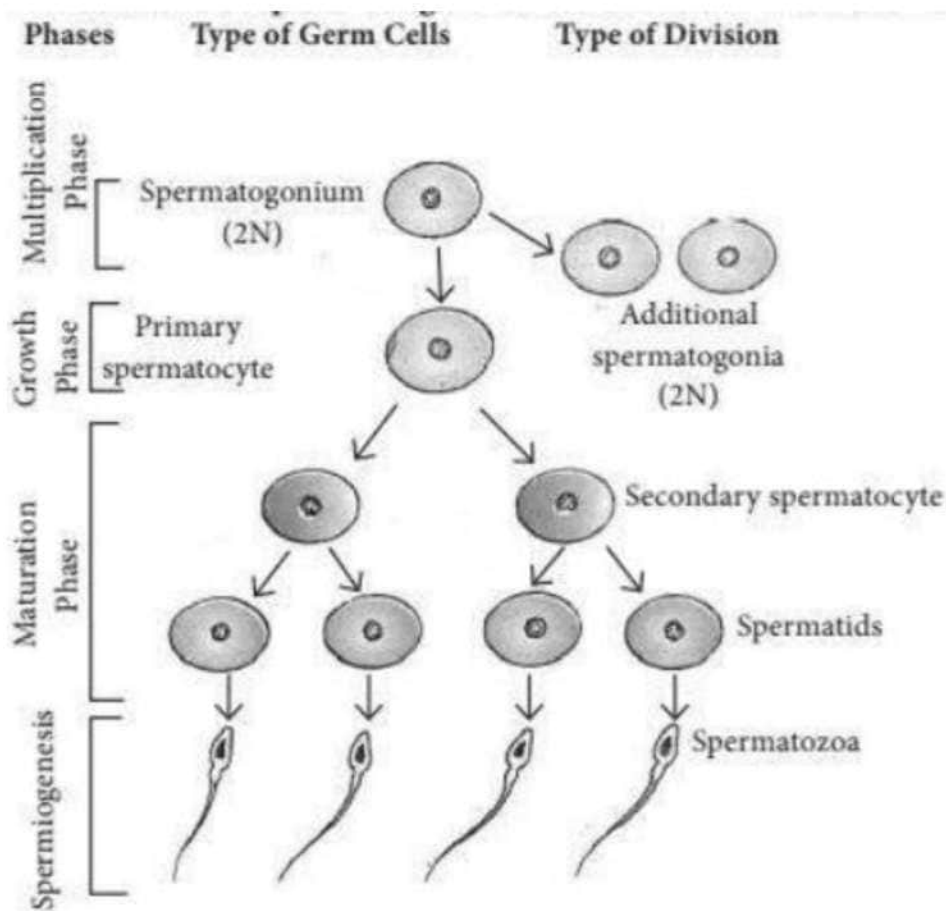 Phases Type of Germ Cells Type of Division
Multiplication
Phase
Spermatogonium
(2N)
Additional
spermatogonia
(2N)
Growth
Phase
Primary
spermatocyte
Maturation
Phase
Secondary spermatocyte
Spermatids
Spermiogenesis
Spermatozoa